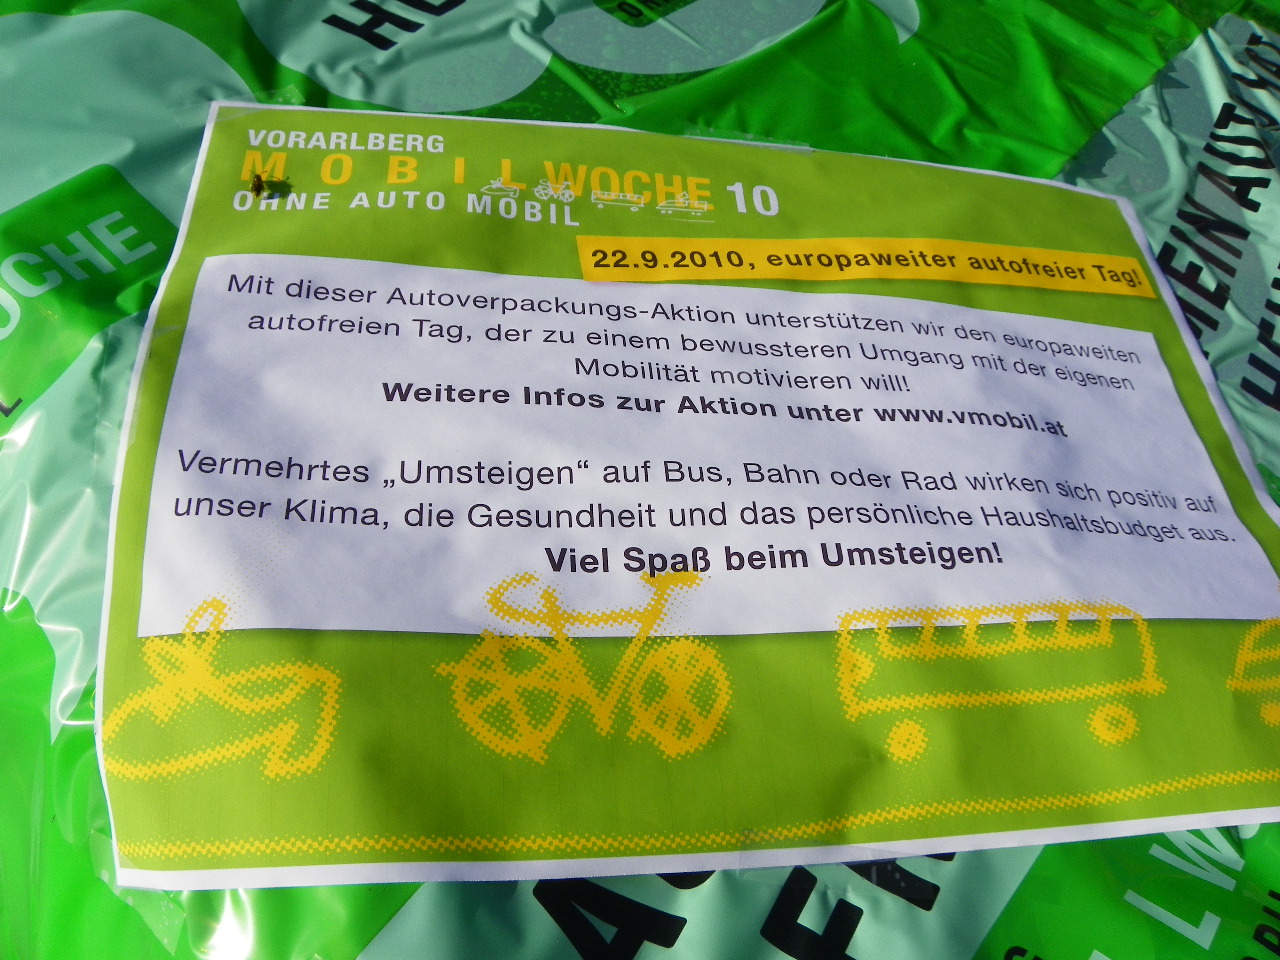 VORARLBERG
MOBILWOCHE 10
OHNE AUTO MOBIL
22.9.2010, europaweiter autofreier Tag!
Mit dieser Autoverpackungs-Aktion unterstützen wir den europaweiten
autofreien Tag, der zu einem bewussteren Umgang mit der eigenen
Mobilität motivieren will!
Weitere Infos zur Aktion unter www.vmobil.at
Vermehrtes „Umsteigen“ auf Bus, Bahn oder Rad wirken sich positiv auf
unser Klima, die Gesundheit und das persönliche Haushaltsbudget aus.
Viel Spaß beim Umsteigen!
OCHE
MEIN AUTO